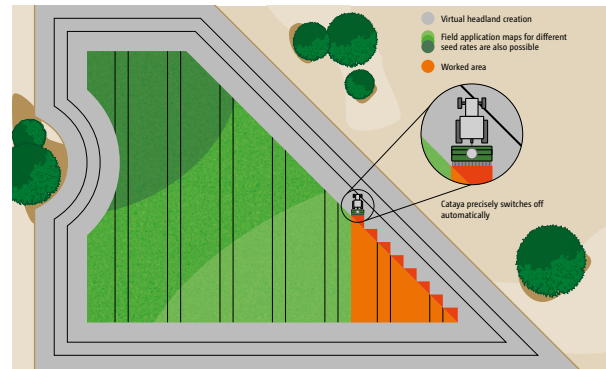 Virtual headland creation
Field application maps for different
seed rates are also possible
Worked area
Cataya precisely switches off
automatically